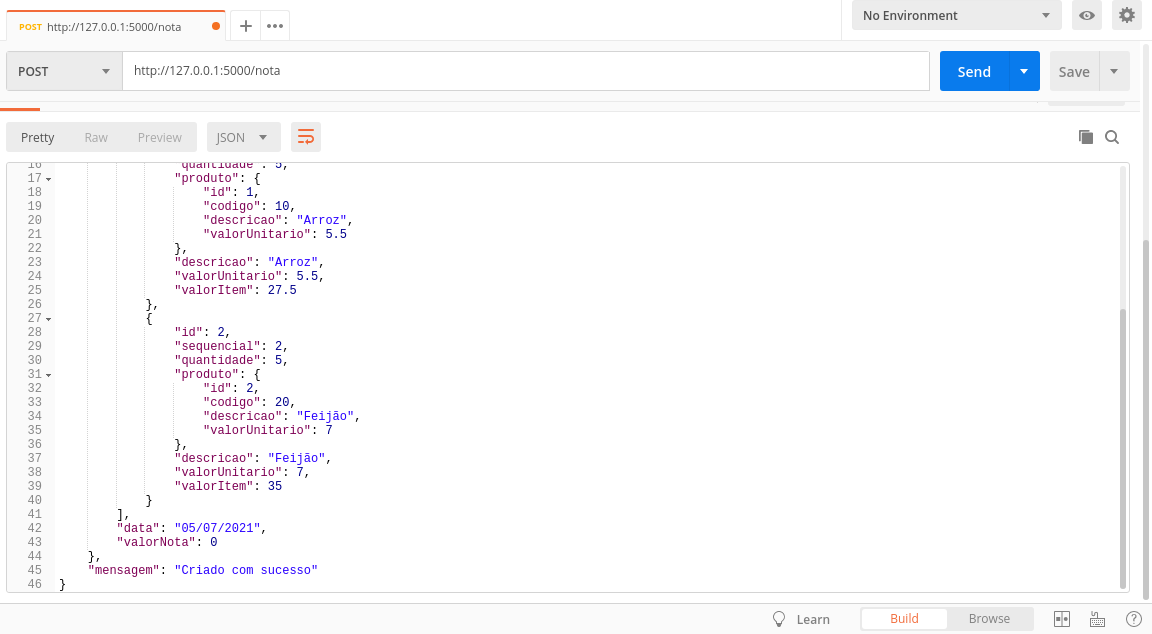 POST http://127.0.0.1:5000/nota
No Environment
POST http://127.0.0.1:5000/nota Send Save
Pretty Raw Preview JSON
16 "quantidade": 5,
17 "produto": {
18 "id": 1,
19 "codigo": 10,
20 "descricao": "Arroz",
21 "valorUnitario": 5.5
22 },
23 "descricao": "Arroz",
24 "valorUnitario": 5.5,
25 "valorItem": 27.5
26 },
27 {
28 "id": 2,
29 "sequencial": 2,
30 "quantidade": 5,
31 "produto": {
32 "id": 2,
33 "codigo": 20,
34 "descricao": "Feijão",
35 "valorUnitario": 7
36 },
37 "descricao": "Feijão",
38 "valorUnitario": 7,
39 "valorItem": 35
40 }
41 ],
42 "data": "05/07/2021",
43 "valorNota": 0
44 },
45 "mensagem": "Criado com sucesso"
46 }
Learn Build Browse